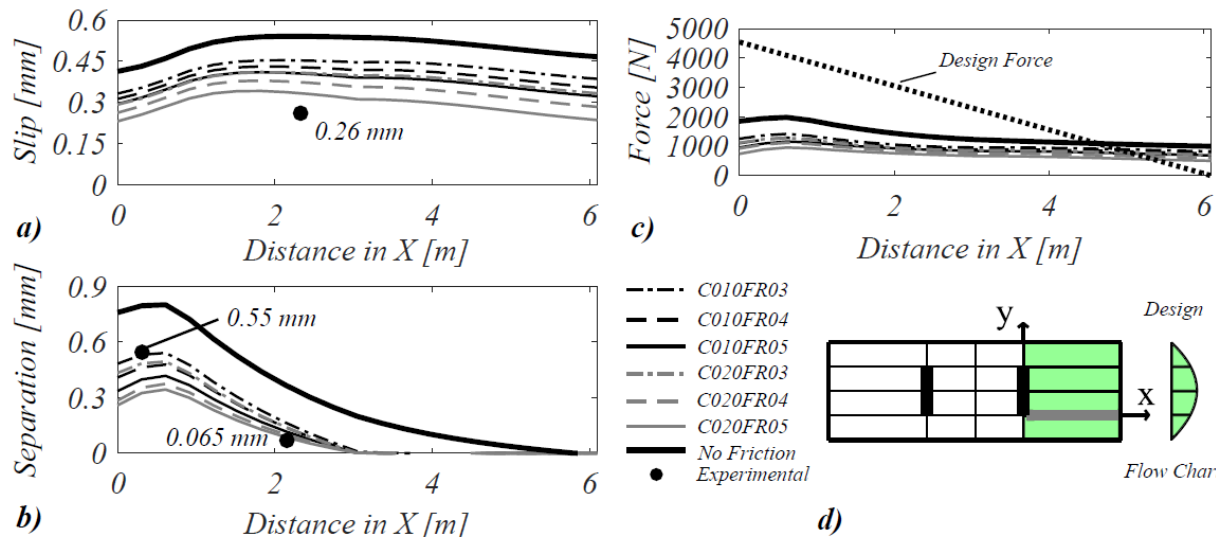 Slip [mm]
0.6
0.45
0.3
0.15
0
0.26 mm
0 2 4 6
a)
Distance in X [m]
Force [N]
5000
4000
3000
2000
1000
0
Design Force
0 2 4 6
c)
Distance in X [m]
Separation [mm]
0.9
0.6
0.3
0
0.55 mm
0.065 mm
0 2 4 6
b)
Distance in X [m]
C010FR03
C010FR04
C010FR05
C020FR03
C020FR04
C020FR05
No Friction
Experimental
y
x
Design
Flow Char
d)